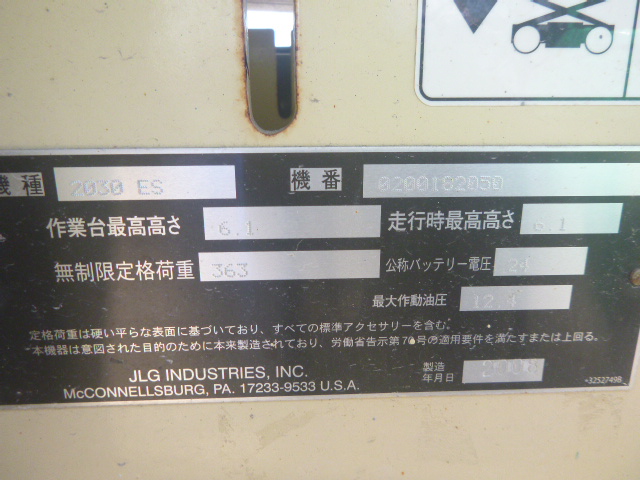 機種 2030 ES 機番 0200182030
作業台最高高さ 6.1 走行時最高高さ 6.1
無制限定格荷重 363 公称バッテリー電圧 24
最大作動油圧 12.4
定格荷重は硬い平らな表面に基づいており、すべての標準アクセサリーを含む。
本機器は意図された目的のために本来製造されており、労働省告示第70号の適用要件を満たすまたは上回る。
JLG INDUSTRIES, INC.
McCONNELLSBURG, PA. 17233-9533 U.S.A.
製造
年月日
3252749B